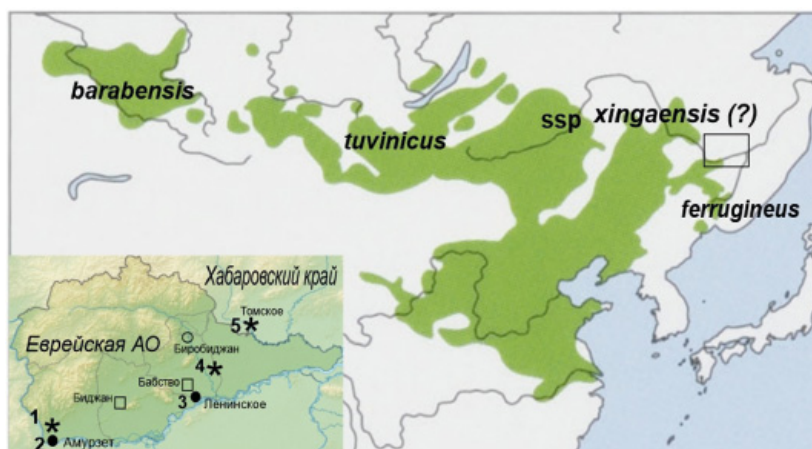 barabensis
tuvinicus
ssp
xingaensis (?)
ferrugineus
Хабаровский край
Томское
5
Еврейская АО
Биробиджан
4
Бабство
Биджан
3
Ленинское
1
2
Амурзет